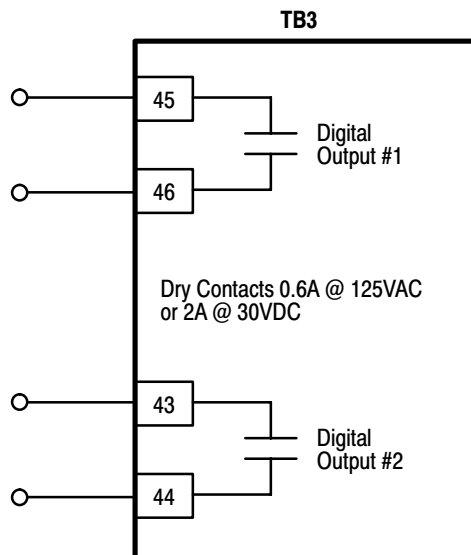 TB3
45
Digital
Output #1
46
Dry Contacts 0.6A @ 125VAC
or 2A @ 30VDC
43
Digital
Output #2
44